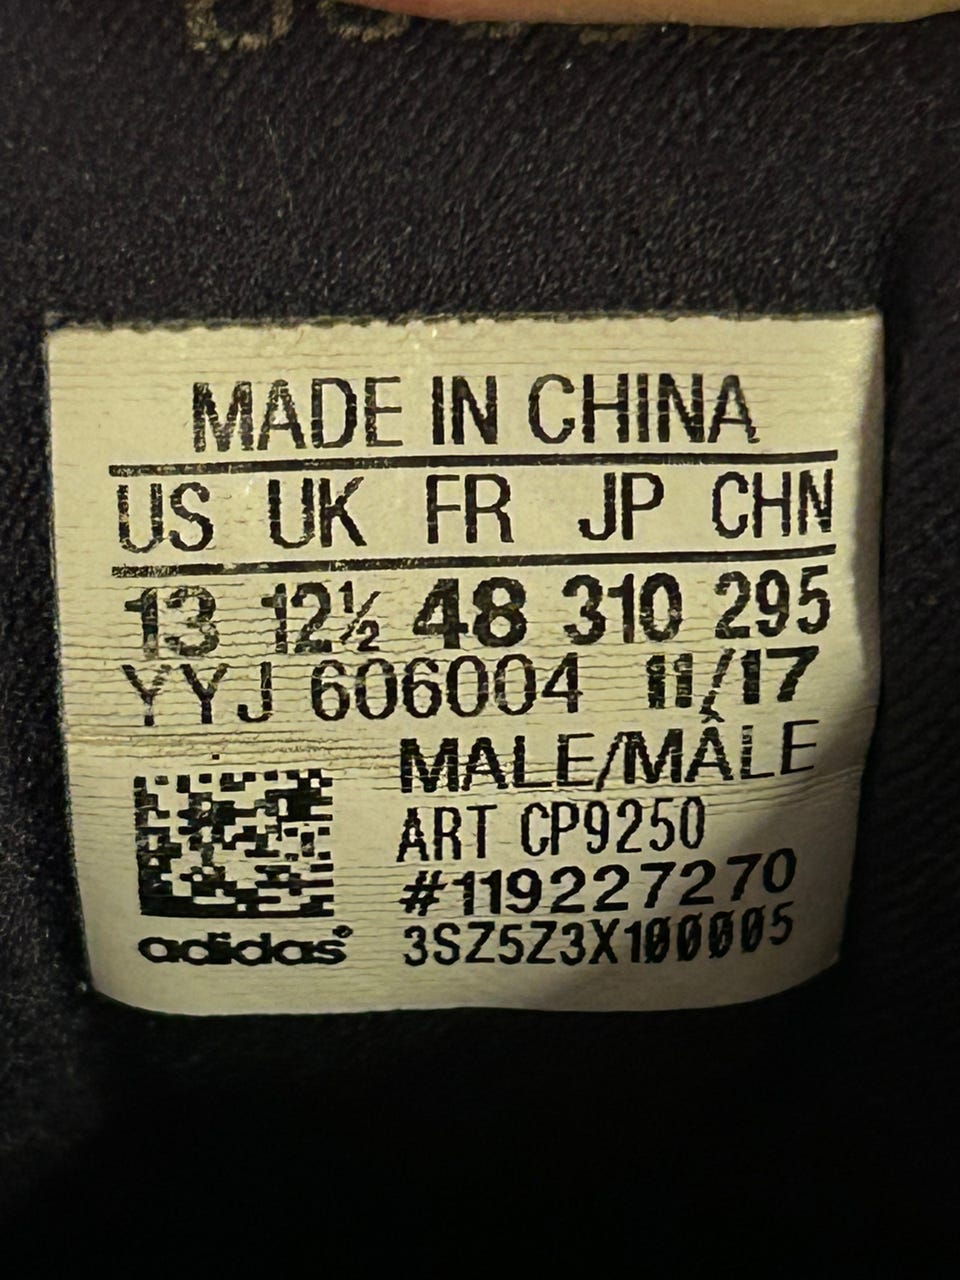 MADE IN CHINA
US UK FR JP CHN
13 12½ 48 310 295
YYJ 606004 11/17
MALE/MÂLE
ART CP9250
#119227270
adidas® 3SZ5Z3X100005